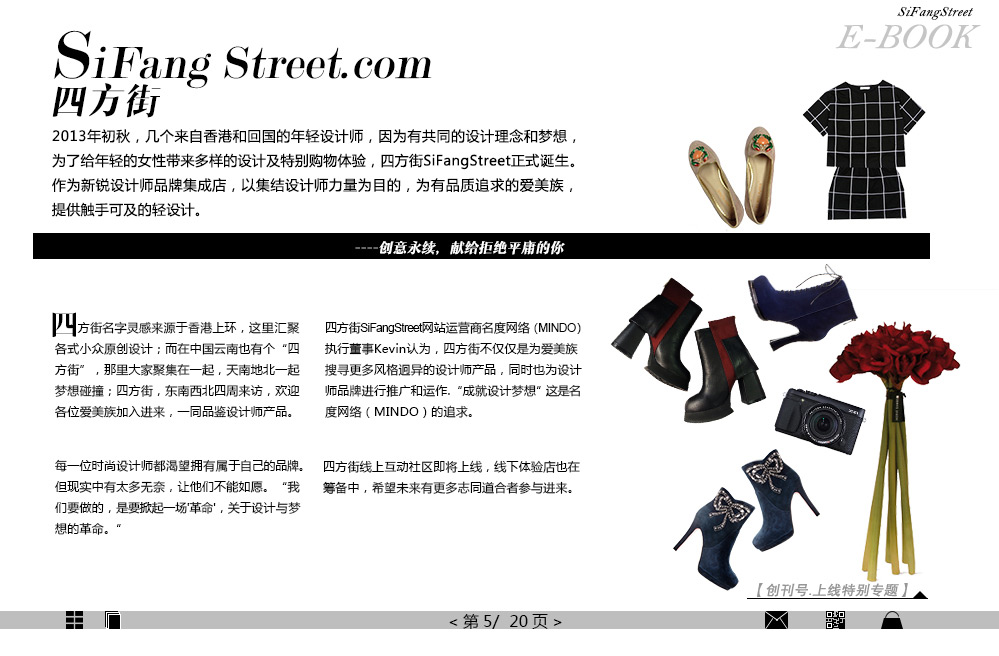 SiFangStreet
E-BOOK
SiFang Street.com
四方街
2013年初秋，几个来自香港和回国的年轻设计师，因为有共同的设计理念和梦想，
为了给年轻的女性带来多样的设计及特别购物体验，四方街SiFangStreet正式诞生。
作为新锐设计师品牌集成店，以集结设计师力量为目的，为有品质追求的爱美族，
提供触手可及的轻设计。
----创意永续，献给拒绝平庸的你
四方街名字灵感来源于香港上环，这里汇聚
各式小众原创设计；而在中国云南也有个“四
方街”，那里大家聚集在一起，天南地北一起
梦想碰撞；四方街，东南西北四周来访，欢迎
各位爱美族加入进来，一同品鉴设计师产品。
每一位时尚设计师都渴望拥有属于自己的品牌。
但现实中有太多无奈，让他们不能如愿。“我
们要做的，是要掀起一场'革命'，关于设计与梦
想的革命。“
四方街SiFangStreet网站运营商名度网络（MINDO）
执行董事Kevin认为，四方街不仅仅是为爱美族
搜寻更多风格迥异的设计师产品，同时也为设计
师品牌进行推广和运作.“成就设计梦想”这是名
度网络（MINDO）的追求。
四方街线上互动社区即将上线，线下体验店也在
筹备中，希望未来有更多志同道合者参与进来。
【创刊号.上线特别专题】
< 第 5/ 20 页 >